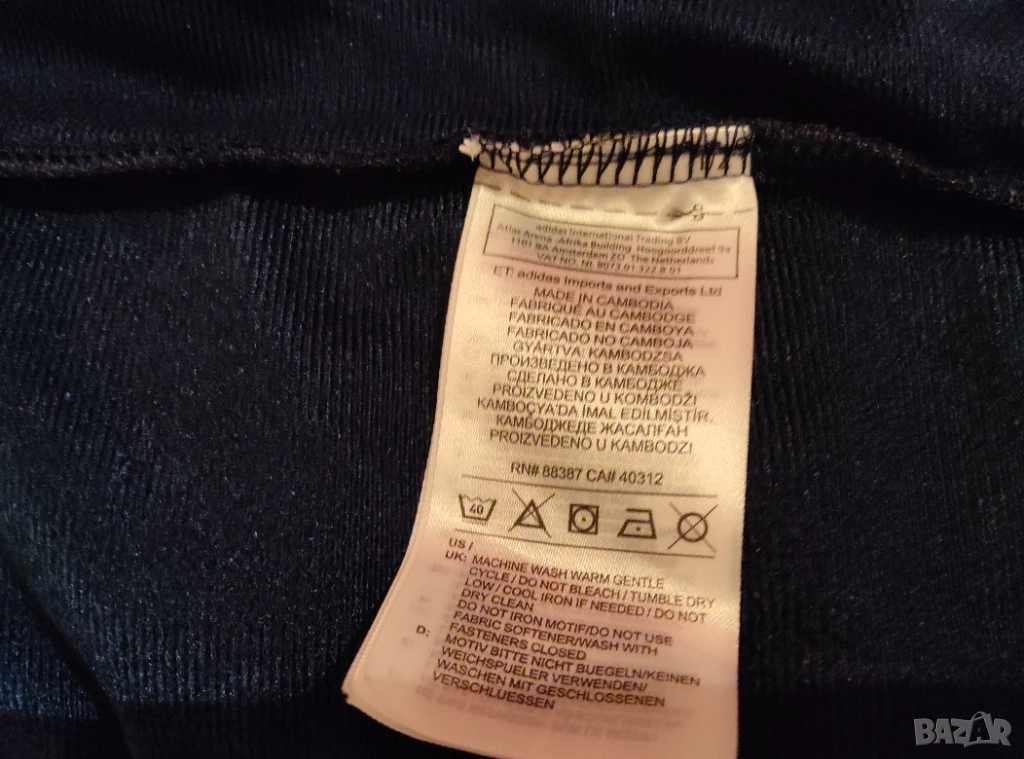 adidas International Trading BV
Atlas Arena -Afrika Building Hoogoorddreef 9a
1101 BA Amsterdam ZO The Netherlands
VAT NO. NL 8073.01.322.B.01
ET: adidas Imports and Exports Ltd
MADE IN CAMBODIA
FABRIQUÉ AU CAMBODGE
FABRICADO EN CAMBOYA
FABRICADO NO CAMBOJA
GYÁRTVA: KAMBODZSA
ПРОИЗВЕДЕНО В КАМБОДЖА
СДЕЛАНО В КАМБОДЖЕ
PROIZVEDENO U KOMBODŽI
KAMBOÇYA'DA İMAL EDİLMİŞTİR.
КАМБОДЖЕДЕ ЖАСАЛҒАН
PROIZVEDENO U KAMBODZI
RN# 88387 CA# 40312
40
US /
UK: MACHINE WASH WARM GENTLE
CYCLE / DO NOT BLEACH / TUMBLE DRY
LOW / COOL IRON IF NEEDED / DO NOT
DRY CLEAN
DO NOT IRON MOTIF/DO NOT USE
FABRIC SOFTENER/WASH WITH
FASTENERS CLOSED
D: MOTIV BITTE NICHT BUEGELN/KEINEN
WEICHSPUELER VERWENDEN/
WASCHEN MIT GESCHLOSSENEN
VERSCHLUESSEN
BAZAR